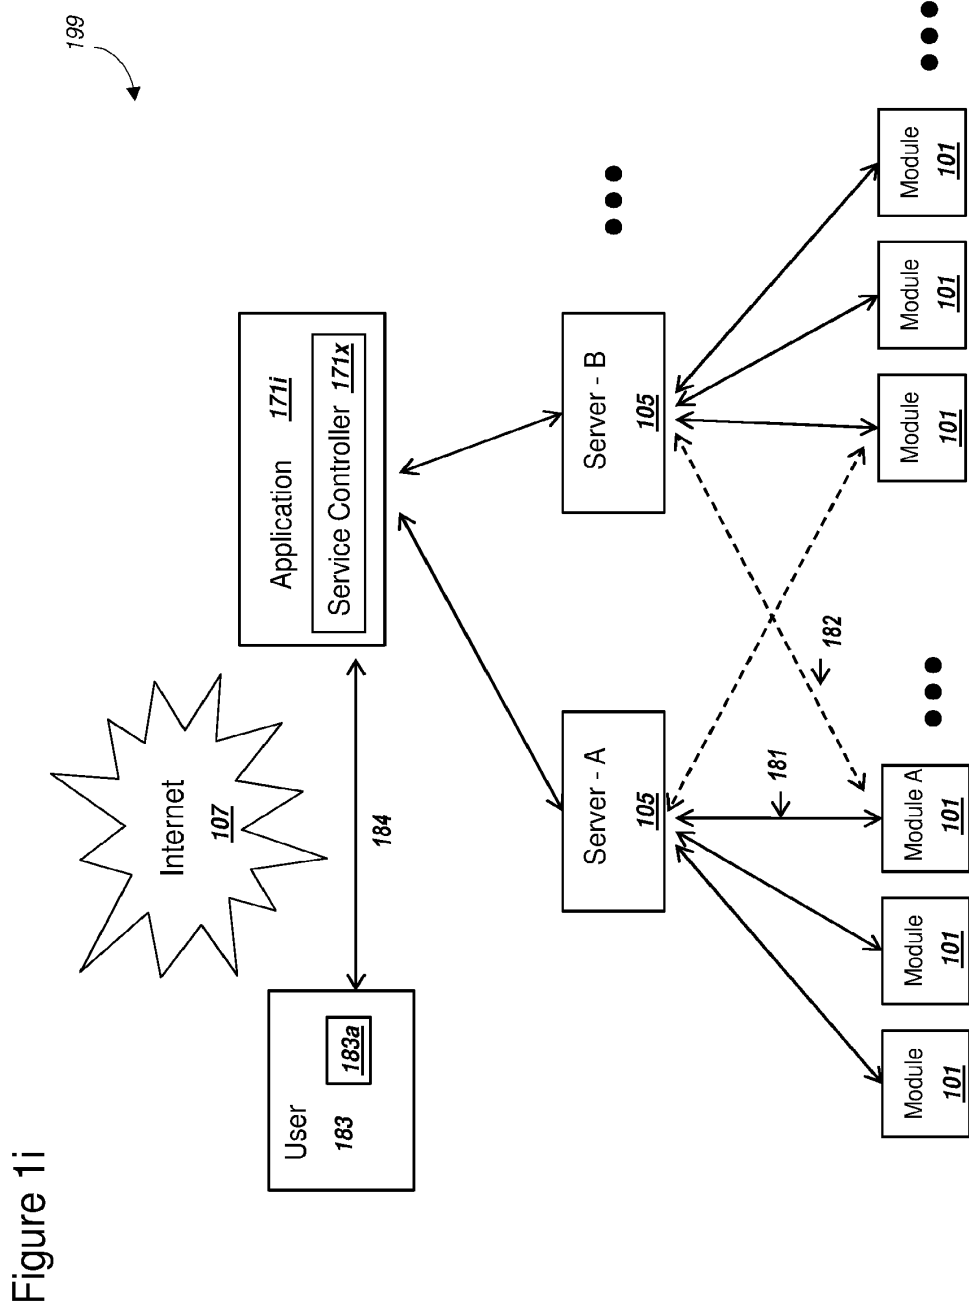 Figure 1i
199
Internet
107
User
183
183a
184
Application 171i
Service Controller 171x
Server - A
105
Server - B
105
181
182
Module
101
Module
101
Module A
101
Module
101
Module
101
Module
101